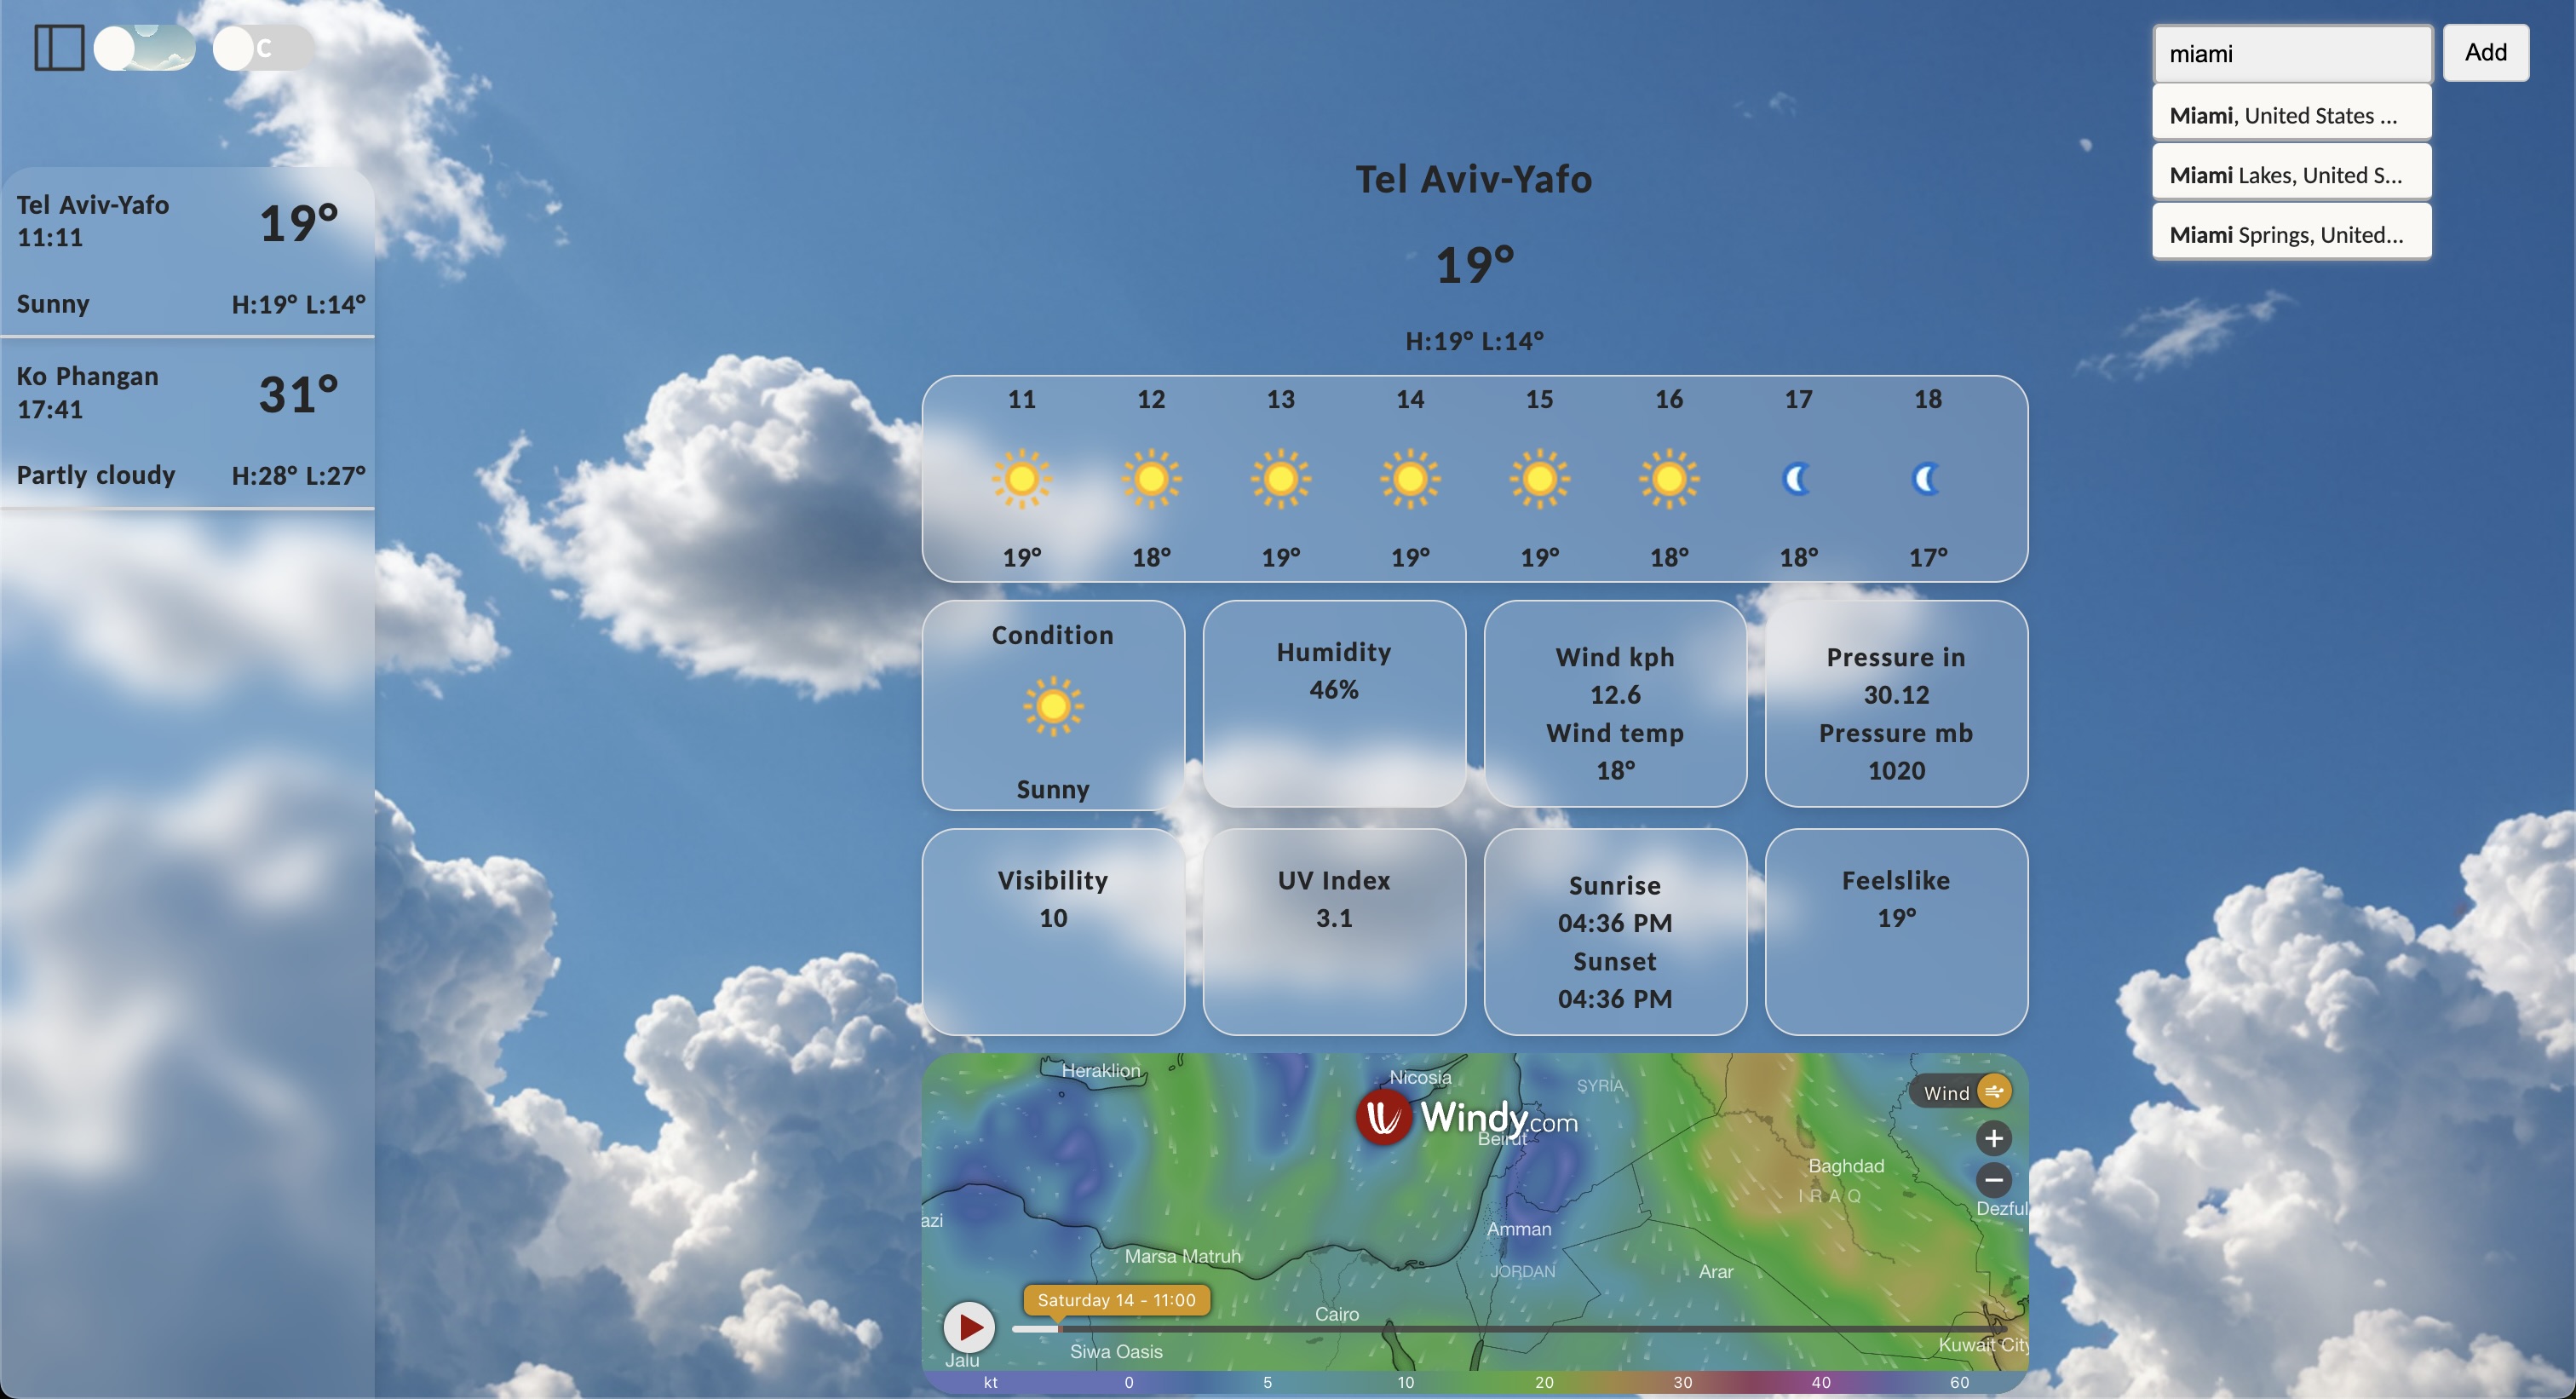 C
miami
Add
Miami, United States ...
Miami Lakes, United S...
Miami Springs, United...
Tel Aviv-Yafo
11:11
19°
Sunny
H:19° L:14°
Ko Phangan
17:41
31°
Partly cloudy
H:28° L:27°
Tel Aviv-Yafo
19°
H:19° L:14°
11 12 13 14 15 16 17 18
19° 18° 19° 19° 19° 18° 18° 17°
Condition
Sunny
Humidity
46%
Wind kph
12.6
Wind temp
18°
Pressure in
30.12
Pressure mb
1020
Visibility
10
UV Index
3.1
Sunrise
04:36 PM
Sunset
04:36 PM
Feelslike
19°
Heraklion
Nicosia
SYRIA
Wind
Windy.com
Beirut
Baghdad
IRAQ
Dezful
azi
Amman
Marsa Matruh
JORDAN
Arar
Saturday 14 - 11:00
Cairo
Kuwait City
Siwa Oasis
Jalu
kt 0 5 10 20 30 40 60